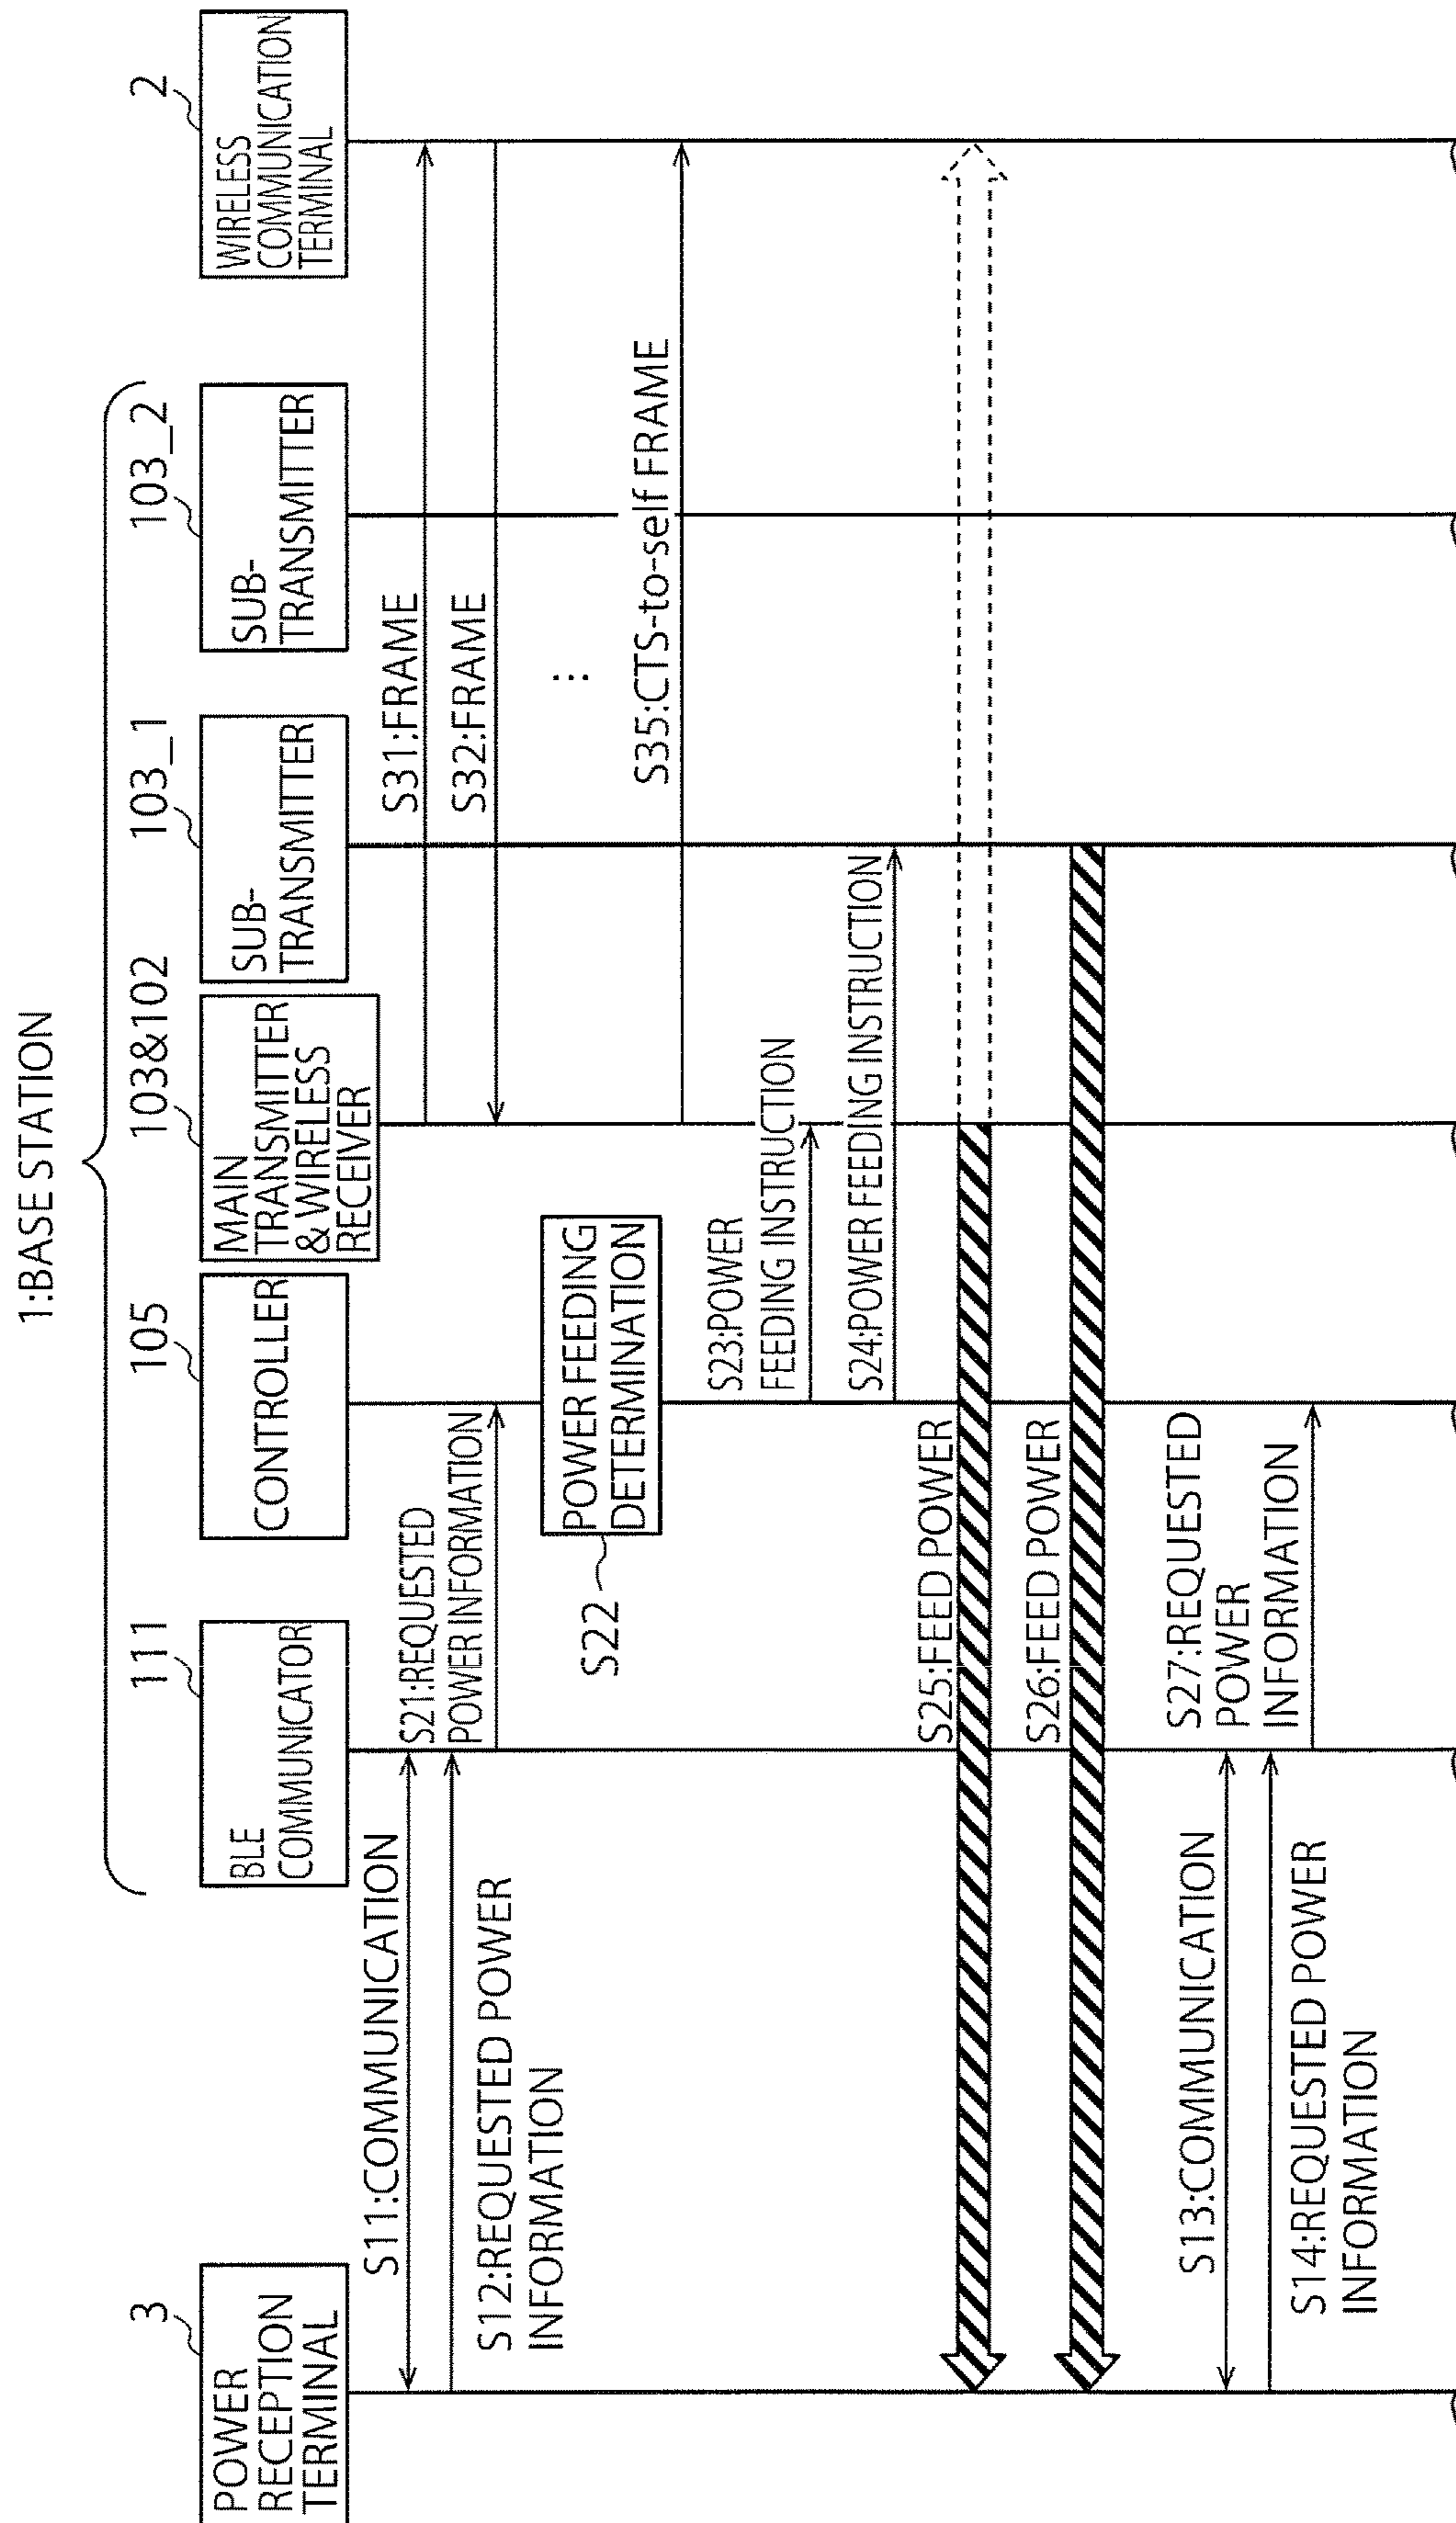 1:BASE STATION
3
111
105
103&102
103_1
103_2
2
POWER
RECEPTION
TERMINAL
BLE
COMMUNICATOR
CONTROLLER
MAIN
TRANSMITTER
& WIRELESS
RECEIVER
SUB-
TRANSMITTER
SUB-
TRANSMITTER
WIRELESS
COMMUNICATION
TERMINAL
S11:COMMUNICATION
S12:REQUESTED POWER
INFORMATION
S21:REQUESTED
POWER INFORMATION
S31:FRAME
S32:FRAME
⋮
S22
POWER FEEDING
DETERMINATION
S35:CTS-to-self FRAME
S23:POWER
FEEDING INSTRUCTION
S24:POWER FEEDING INSTRUCTION
S25:FEED POWER
S26:FEED POWER
S13:COMMUNICATION
S14:REQUESTED POWER
INFORMATION
S27:REQUESTED
POWER
INFORMATION